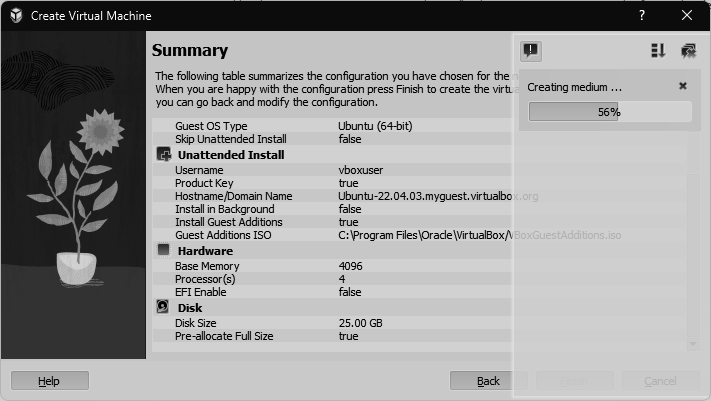 Create Virtual Machine
Summary
The following table summarizes the configuration you have chosen for the
When you are happy with the configuration press Finish to create the
you can go back and modify the configuration.
Guest OS Type Ubuntu (64-bit)
Skip Unattended Install false
Unattended Install
Username vboxuser
Product Key true
Hostname/Domain Name Ubuntu-22.04.03.myguest.virtualbox.org
Install in Background false
Install Guest Additions true
Guest Additions ISO C:\Program Files\Oracle\VirtualBox/VBoxGuestAdditions.iso
Hardware
Base Memory 4096
Processor(s) 4
EFI Enable false
Disk
Disk Size 25.00 GB
Pre-allocate Full Size true
Creating medium ...
56%
Help
Back
Cancel